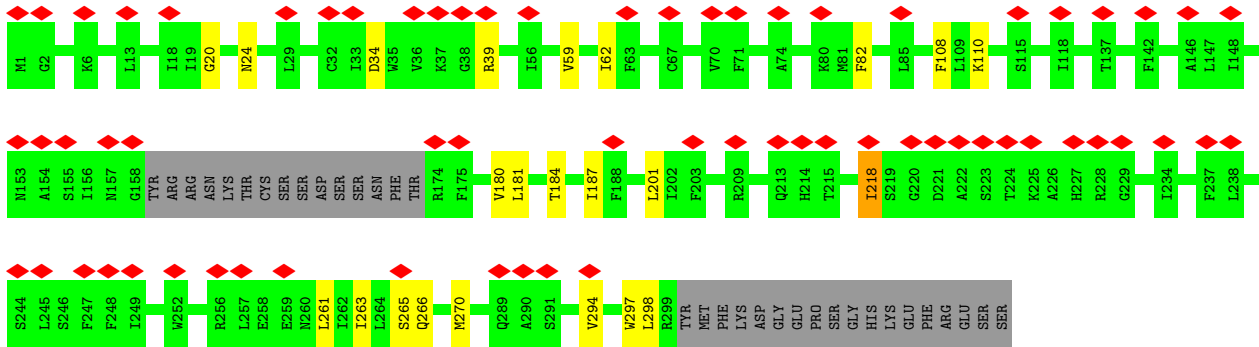 M1 G2 K6 L13 I18 I19 G20 N24 L29 C32 I33 D34 W35 V36 K37 G38 R39 I56 V59 I62 F63 C67 V70 F71 A74 K80 M81 F82 L85 F108 L109 K110 S115 I118 T137 F142 A146 L147 I148
N153 A154 S155 I156 N157 G158 TYR ARG ARG ASN LYS THR CYS SER SER ASP SER SER ASN PHE THR R174 F175 V180 L181 T184 I187 F188 L201 I202 F203 R209 Q213 H214 T215 I218 S219 G220 D221 A222 S223 T224 K225 A226 H227 R228 G229 I234 F237 L238
S244 L245 S246 F247 F248 I249 W252 R256 L257 E258 E259 N260 L261 I262 I263 L264 S265 Q266 M270 Q289 A290 S291 V294 W297 L298 R299 TYR MET PHE LYS ASP GLY GLU PRO SER GLY HIS LYS GLU PHE ARG GLU SER SER